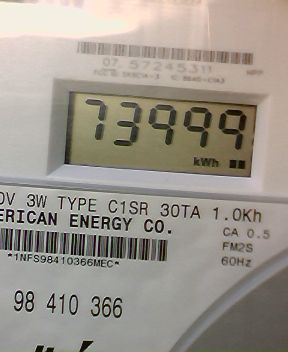 07 57245311
73999
kWh
0V 3W TYPE C1SR 30TA 1.0Kh
ERICAN ENERGY CO.
CA 0.5
FM2S
60Hz
*1NFS98410366MEC*
98 410 366